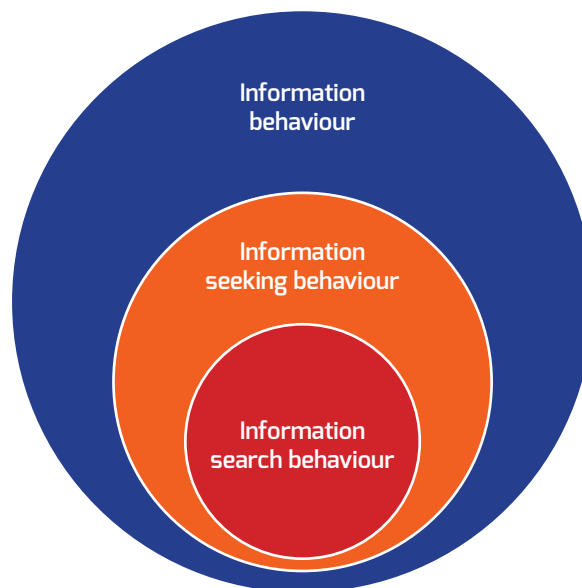 Information
behaviour
Information
seeking behaviour
Information
search behaviour